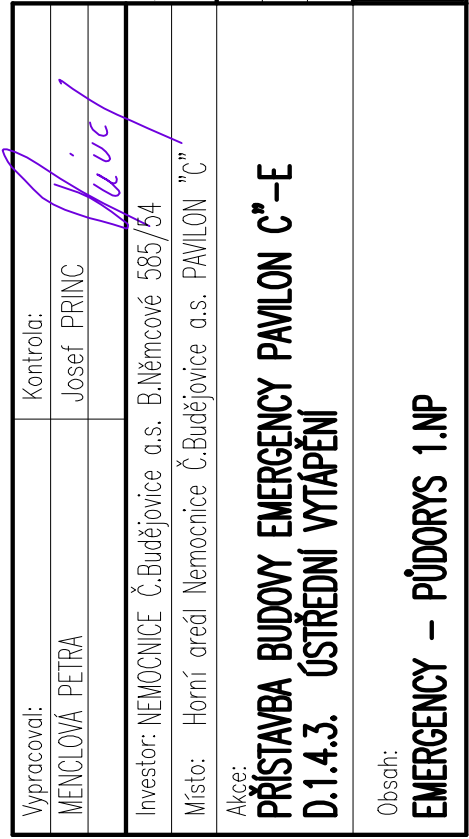 Vypracoval:
Kontrola:
MENCLOVÁ PETRA
Josef PRINC
Investor: NEMOCNICE Č.Budějovice a.s. B.Němcové 585/54
Místo: Horní areál Nemocnice Č.Budějovice a.s. PAVILON "C"
Akce:
PŘÍSTAVBA BUDOVY EMERGENCY PAVILON C"-E
D.1.4.3. ÚSTŘEDNÍ VYTÁPĚNÍ
Obsah:
EMERGENCY - PŮDORYS 1.NP